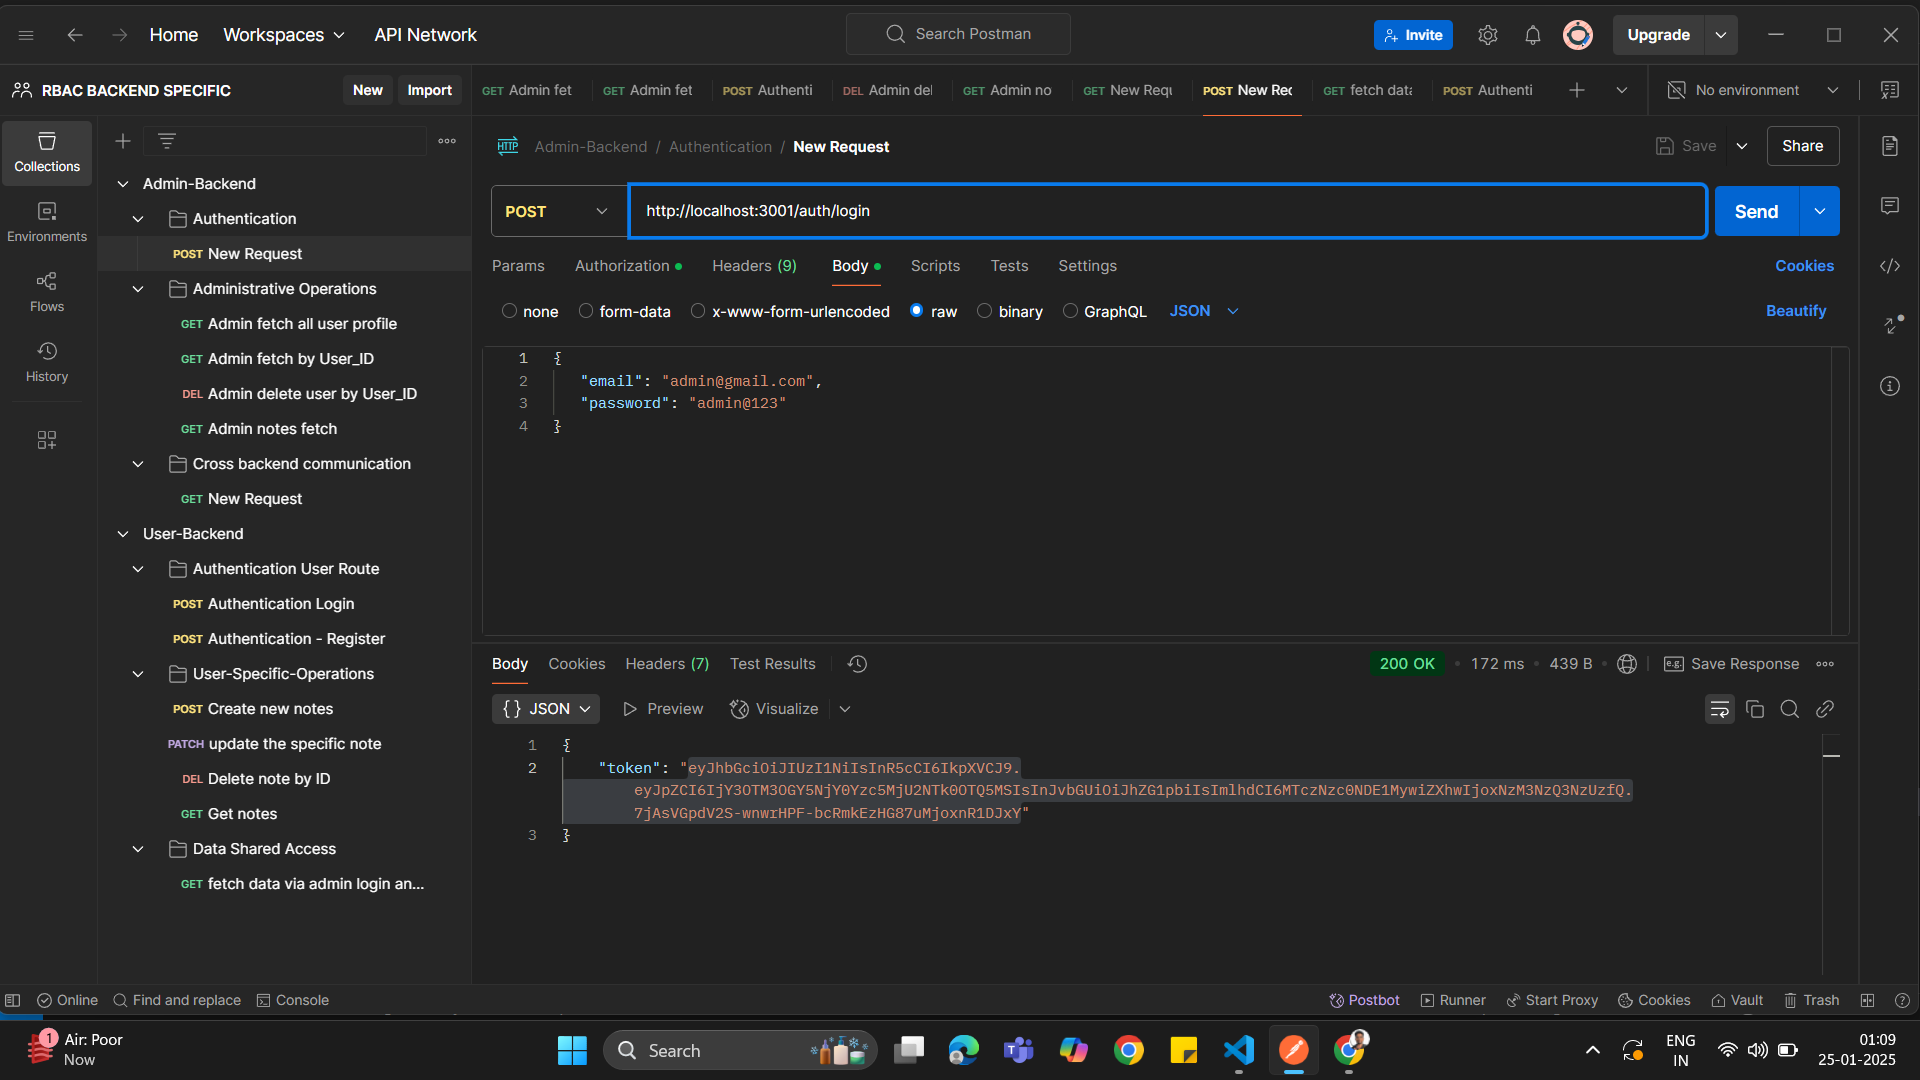 Home
Workspaces
API Network
Search Postman
Invite
Upgrade
RBAC BACKEND SPECIFIC
New
Import
GET Admin fet
GET Admin fet
POST Authenti
DEL Admin del
GET Admin no
GET New Requ
POST New Rec
GET fetch data
POST Authenti
No environment
Collections
Environments
Flows
History
Admin-Backend
Authentication
POST New Request
Administrative Operations
GET Admin fetch all user profile
GET Admin fetch by User_ID
DEL Admin delete user by User_ID
GET Admin notes fetch
Cross backend communication
GET New Request
User-Backend
Authentication User Route
POST Authentication Login
POST Authentication - Register
User-Specific-Operations
POST Create new notes
PATCH update the specific note
DEL Delete note by ID
GET Get notes
Data Shared Access
GET fetch data via admin login an...
HTTP Admin-Backend / Authentication / New Request
Save
Share
POST
http://localhost:3001/auth/login
Send
Params
Authorization
Headers (9)
Body
Scripts
Tests
Settings
Cookies
none
form-data
x-www-form-urlencoded
raw
binary
GraphQL
JSON
Beautify
1 {
2 "email": "admin@gmail.com",
3 "password": "admin@123"
4 }
Body
Cookies
Headers (7)
Test Results
200 OK
172 ms
439 B
e.g. Save Response
{} JSON
Preview
Visualize
1 {
2 "token": "eyJhbGciOiJIUzI1NiIsInR5cCI6IkpXVCJ9.
eyJpZCI6IjY3OTM3OGY5NjY0Yzc5MjU2NTk0OTQ5MSIsInJvbGUiOiJhZG1pbiIsImlhdCI6MTczNzc0NDE1MywiZXhwIjoxNzM3NzQ3NzUzfQ.
7jAsVGpdV2S-wnwrHPF-bcRmkEzHG87uMjoxnR1DJxY"
3 }
Online
Find and replace
Console
Postbot
Runner
Start Proxy
Cookies
Vault
Trash
1
Air: Poor
Now
Search
ENG
IN
01:09
25-01-2025